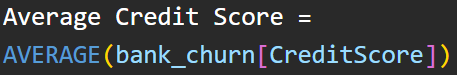 Average Credit Score =
AVERAGE(bank_churn[CreditScore])